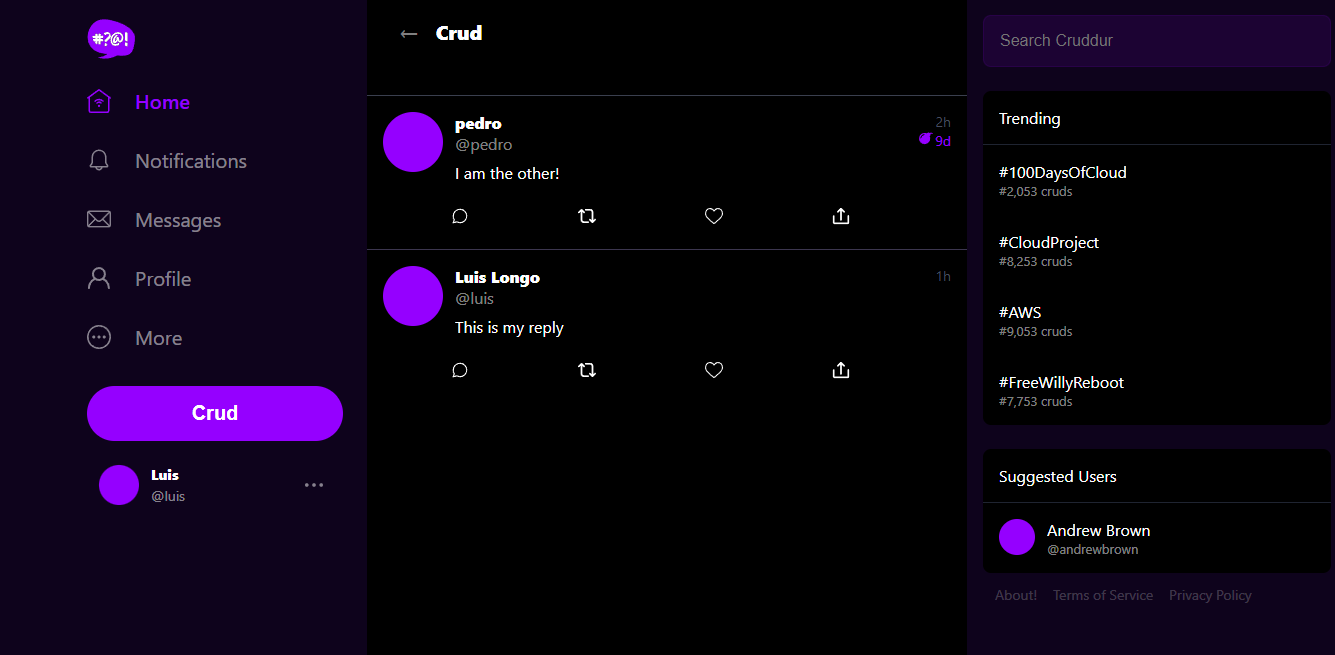 #?@!
Home
Notifications
Messages
Profile
More
Crud
Luis
@luis
← Crud
pedro
@pedro
2h
9d
I am the other!
Luis Longo
@luis
1h
This is my reply
Search Cruddur
Trending
#100DaysOfCloud
#2,053 cruds
#CloudProject
#8,253 cruds
#AWS
#9,053 cruds
#FreeWillyReboot
#7,753 cruds
Suggested Users
Andrew Brown
@andrewbrown
About! Terms of Service Privacy Policy